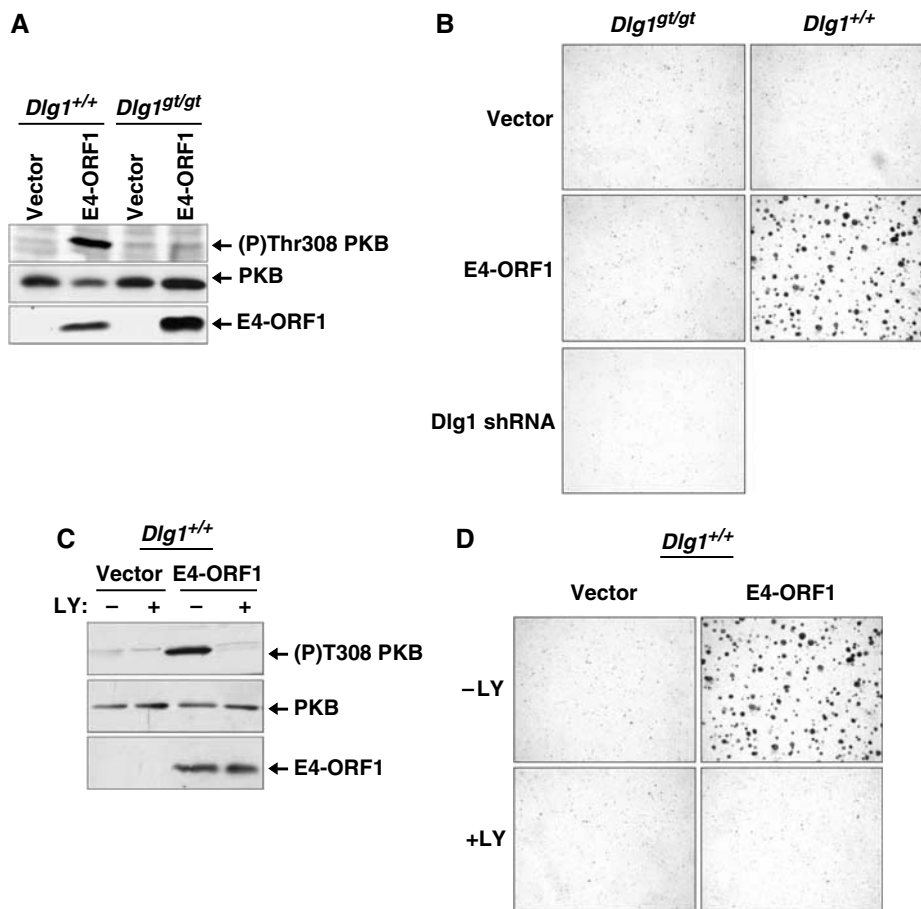 A
Dlg1+/+ Dlg1gt/gt
Vector E4-ORF1 Vector E4-ORF1
(P)Thr308 PKB
PKB
E4-ORF1
B
Dlg1gt/gt Dlg1+/+
Vector
E4-ORF1
Dlg1 shRNA
C
Dlg1+/+
Vector E4-ORF1
LY: – + – +
(P)T308 PKB
PKB
E4-ORF1
D
Dlg1+/+
Vector E4-ORF1
–LY
+LY